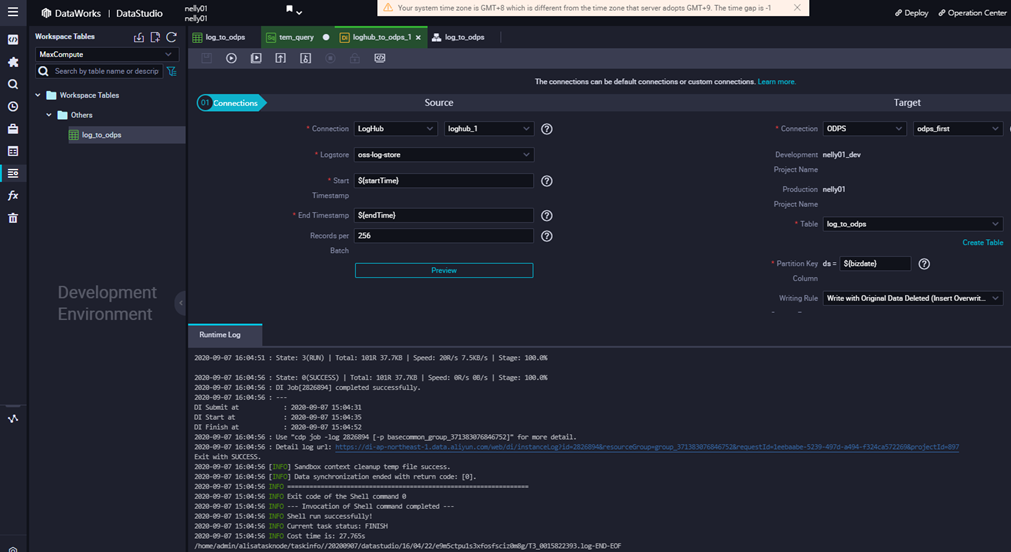 DataWorks | DataStudio
nelly01
nelly01
Your system time zone is GMT+8 which is different from the time zone that server adopts GMT+9. The time gap is -1
Deploy
Operation Center
Workspace Tables
log_to_odps
Sq tem_query
DI loghub_to_odps_1
log_to_odps
MaxCompute
Search by table name or descrip
Workspace Tables
Others
log_to_odps
The connections can be default connections or custom connections. Learn more.
01 Connections
Source
Target
* Connection LogHub loghub_1
* Connection ODPS odps_first
* Logstore oss-log-store
Development nelly01_dev
Project Name
* Start ${startTime}
Timestamp
Production nelly01
Project Name
* End Timestamp ${endTime}
* Table log_to_odps
Records per 256
Batch
Create Table
Preview
* Partition Key ds = ${bizdate}
Column
Writing Rule Write with Original Data Deleted (Insert Overwrit...
Development
Environment
Runtime Log
2020-09-07 16:04:51 : State: 3(RUN) | Total: 101R 37.7KB | Speed: 20R/s 7.5KB/s | Stage: 100.0%
2020-09-07 16:04:56 : State: 0(SUCCESS) | Total: 101R 37.7KB | Speed: 0R/s 0B/s | Stage: 100.0%
2020-09-07 16:04:56 : DI Job[2826894] completed successfully.
2020-09-07 16:04:56 : ---
DI Submit at : 2020-09-07 15:04:31
DI Start at : 2020-09-07 15:04:35
DI Finish at : 2020-09-07 15:04:52
2020-09-07 16:04:56 : Use "cdp job -log 2826894 [-p basecommon_group_371383076846752]" for more detail.
2020-09-07 16:04:56 : Detail log url: https://di-ap-northeast-1.data.aliyun.com/web/di/instanceLog?id=2826894&resourceGroup=group_371383076846752&requestId=1eebaabe-5239-497d-a494-f324ca572269&projectId=897
Exit with SUCCESS.
2020-09-07 16:04:56 [INFO] Sandbox context cleanup temp file success.
2020-09-07 16:04:56 [INFO] Data synchronization ended with return code: [0].
2020-09-07 15:04:56 INFO =================================================================
2020-09-07 15:04:56 INFO Exit code of the Shell command 0
2020-09-07 15:04:56 INFO --- Invocation of Shell command completed ---
2020-09-07 15:04:56 INFO Shell run successfully!
2020-09-07 15:04:56 INFO Current task status: FINISH
2020-09-07 15:04:56 INFO Cost time is: 27.765s
/home/admin/alisatasknode/taskinfo//20200907/datastudio/16/04/22/e9m5ctpu1s3xfosfsciz0m8g/T3_0015822393.log-END-EOF